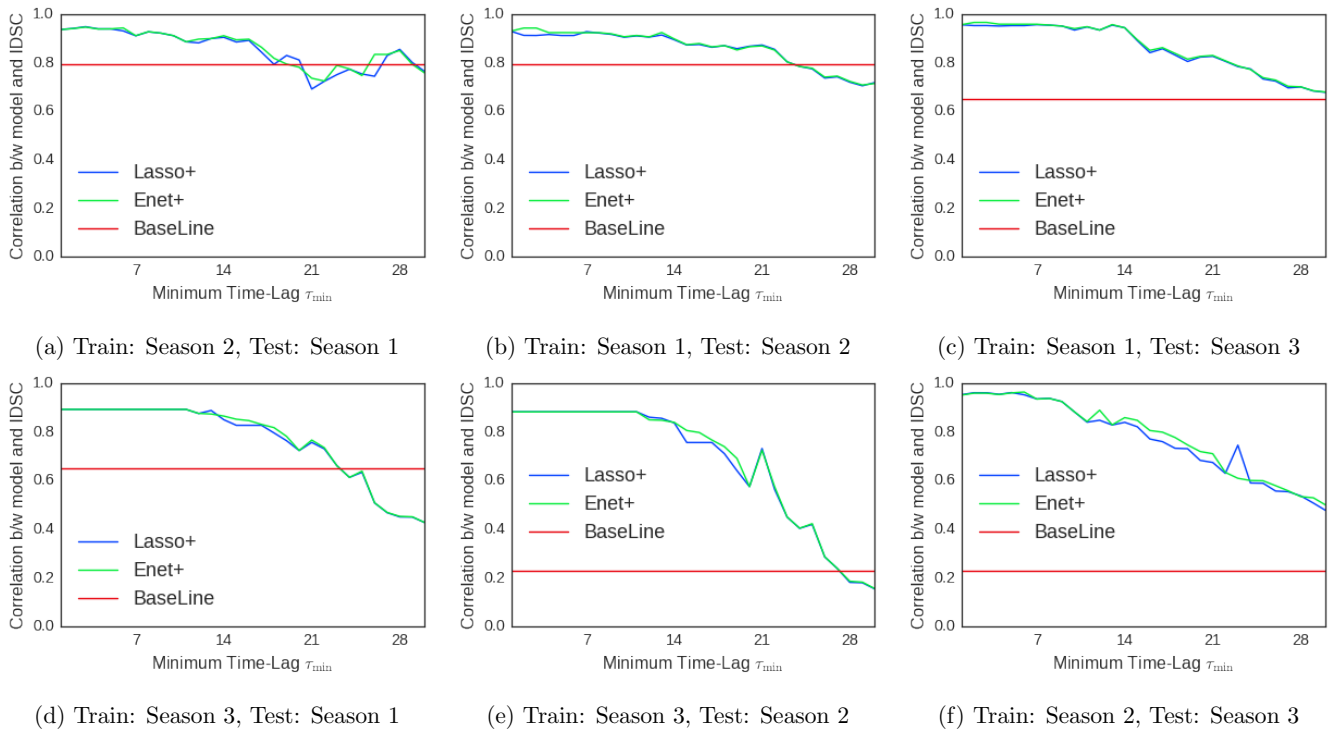 Correlation b/w model and IDSC
1.0
0.8
0.6
0.4
0.2
0.0
Lasso+
Enet+
BaseLine
7
14
21
28
Minimum Time-Lag τmin
(a) Train: Season 2, Test: Season 1
Correlation b/w model and IDSC
1.0
0.8
0.6
0.4
0.2
0.0
Lasso+
Enet+
BaseLine
7
14
21
28
Minimum Time-Lag τmin
(b) Train: Season 1, Test: Season 2
Correlation b/w model and IDSC
1.0
0.8
0.6
0.4
0.2
0.0
Lasso+
Enet+
BaseLine
7
14
21
28
Minimum Time-Lag τmin
(c) Train: Season 1, Test: Season 3
Correlation b/w model and IDSC
1.0
0.8
0.6
0.4
0.2
0.0
Lasso+
Enet+
BaseLine
7
14
21
28
Minimum Time-Lag τmin
(d) Train: Season 3, Test: Season 1
Correlation b/w model and IDSC
1.0
0.8
0.6
0.4
0.2
0.0
Lasso+
Enet+
BaseLine
7
14
21
28
Minimum Time-Lag τmin
(e) Train: Season 3, Test: Season 2
Correlation b/w model and IDSC
1.0
0.8
0.6
0.4
0.2
0.0
Lasso+
Enet+
BaseLine
7
14
21
28
Minimum Time-Lag τmin
(f) Train: Season 2, Test: Season 3